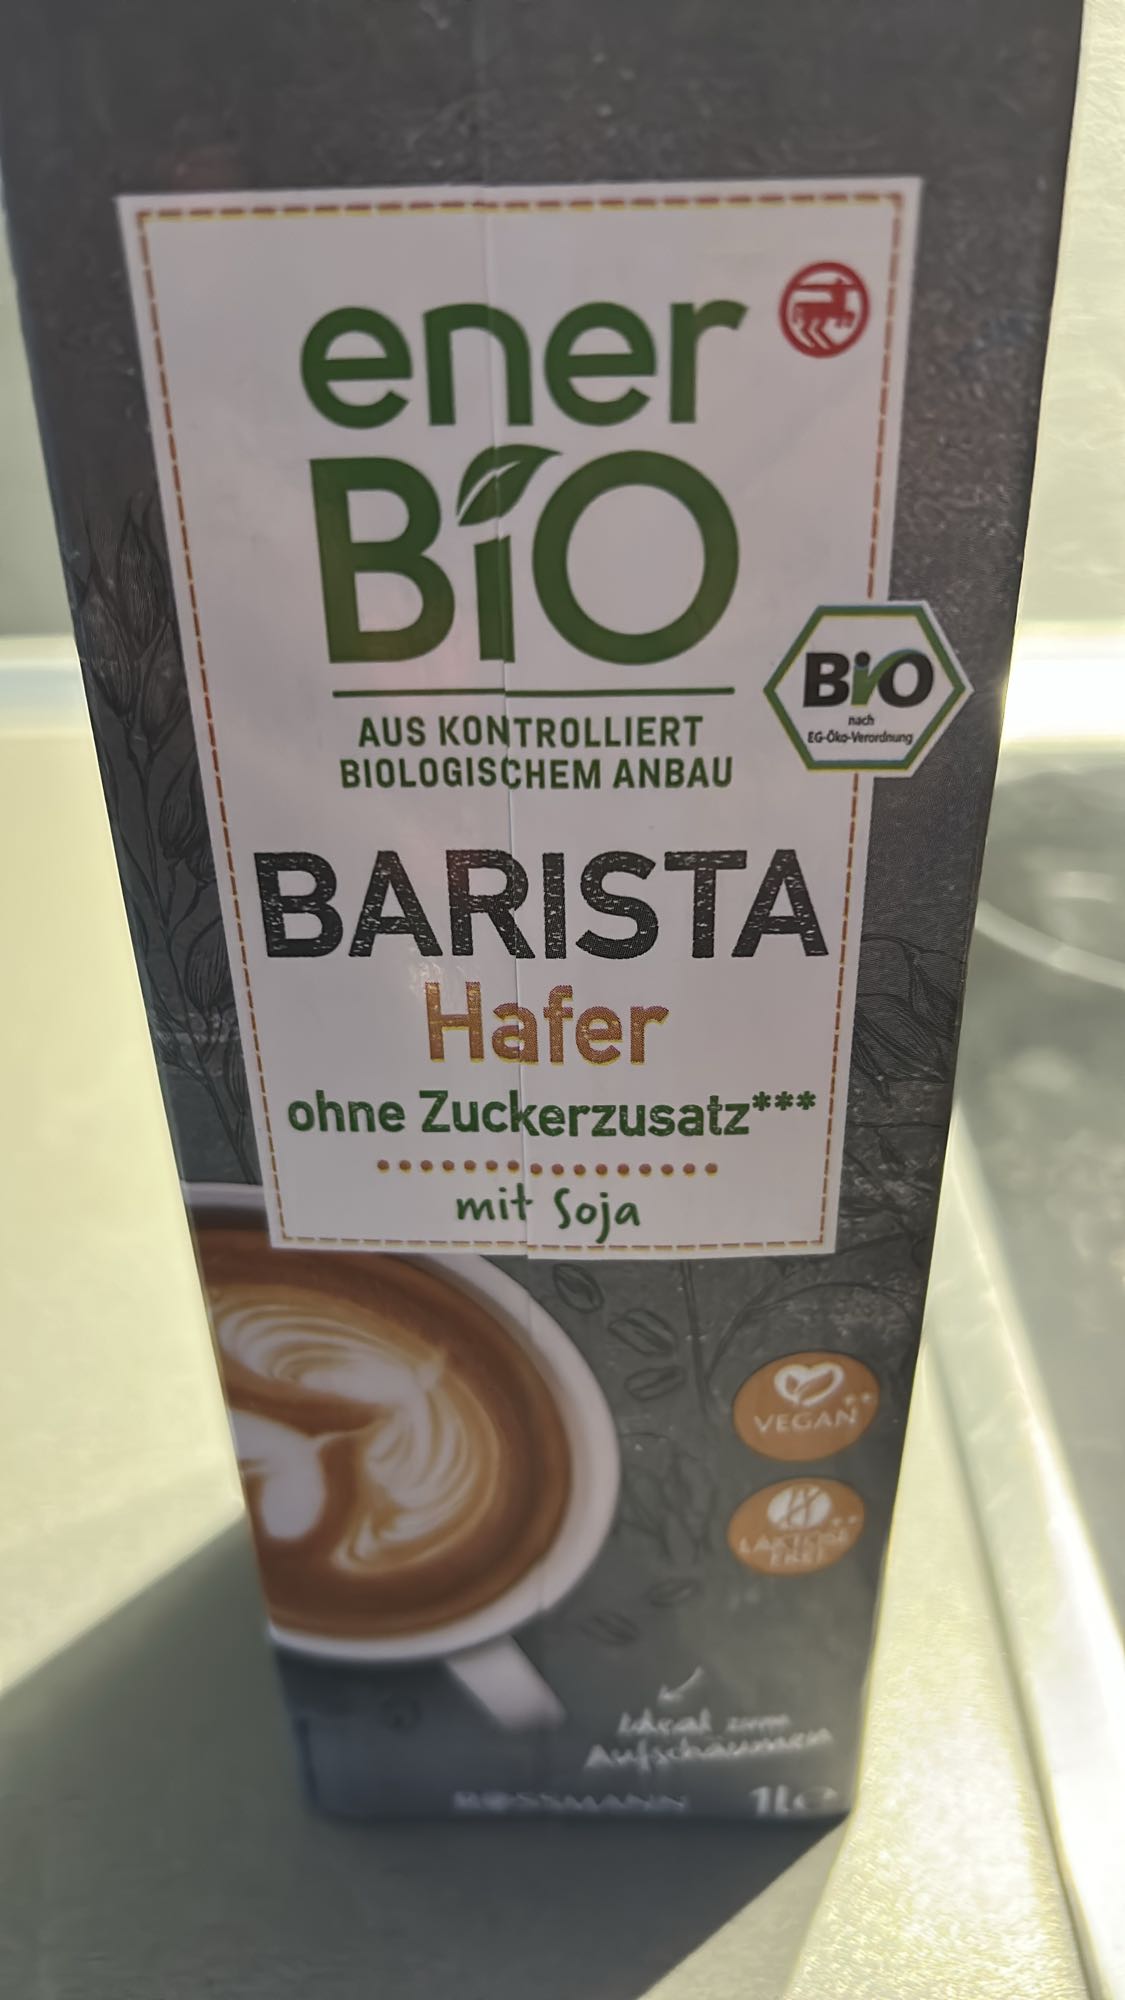 ener
BiO
AUS KONTROLLIERT
BIOLOGISCHEM ANBAU
BiO
nach
EG-Öko-Verordnung
BARISTA
Hafer
ohne Zuckerzusatz***
mit Soja
VEGAN**
LAKTOSE**
FREI
Ideal zum
Aufschäumen
ROSSMANN 1L e